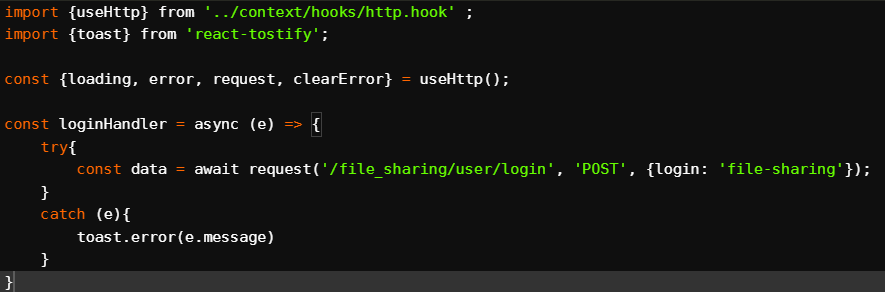 import {useHttp} from '../context/hooks/http.hook' ;
import {toast} from 'react-tostify';
const {loading, error, request, clearError} = useHttp();
const loginHandler = async (e) => {
try{
const data = await request('/file_sharing/user/login', 'POST', {login: 'file-sharing'});
}
catch (e){
toast.error(e.message)
}
}